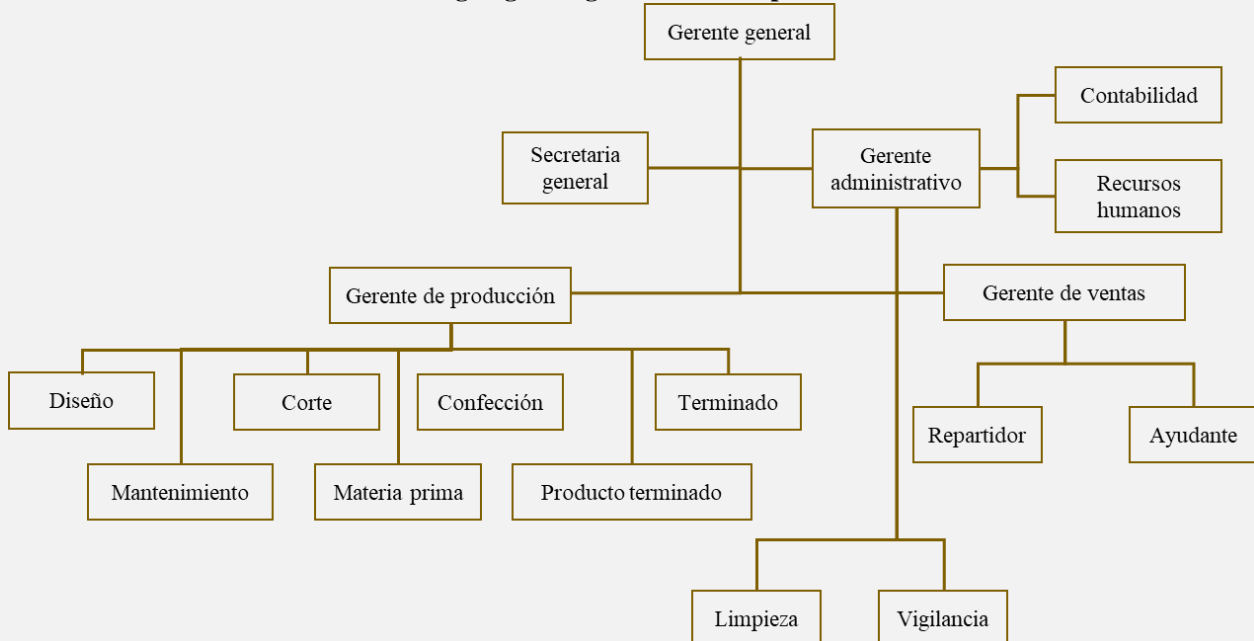 Gerente general
Contabilidad
Secretaria
general
Gerente
administrativo
Recursos
humanos
Gerente de producción
Gerente de ventas
Diseño
Corte
Confección
Terminado
Repartidor
Ayudante
Mantenimiento
Materia prima
Producto terminado
Limpieza
Vigilancia